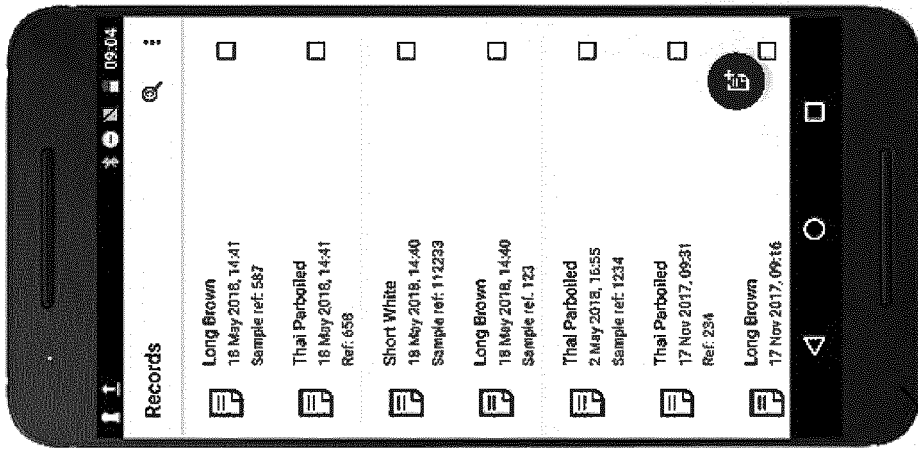 09:04
Records
Long Brown
18 May 2018, 14:41
Sample ref: 587
Thai Parboiled
18 May 2018, 14:41
Ref: 658
Short White
18 May 2018, 14:40
Sample ref: 112233
Long Brown
18 May 2018, 14:40
Sample ref. 123
Thai Parboiled
2 May 2018, 16:55
Sample ref: 1234
Thai Parboiled
17 Nov 2017, 09:31
Ref: 234
Long Brown
17 Nov 2017, 09:16